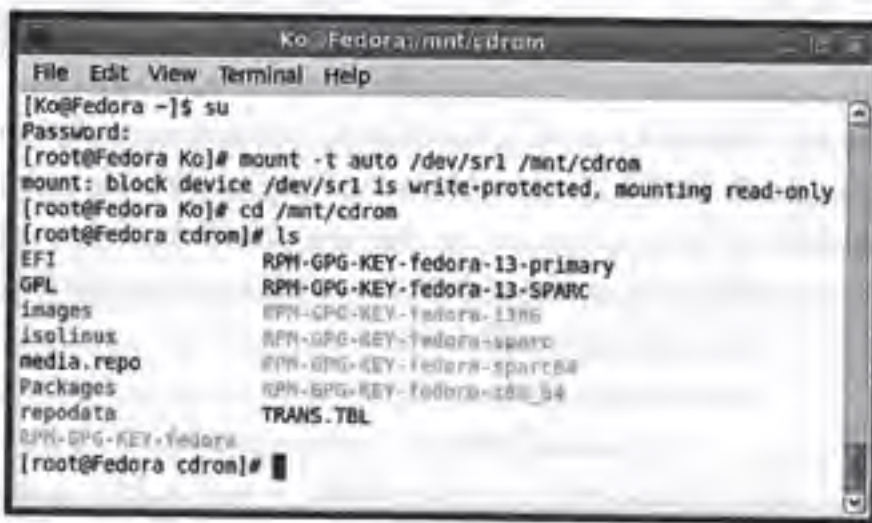 Ko@Fedora:/mnt/cdrom
File Edit View Terminal Help
[Ko@Fedora ~]$ su
Password:
[root@Fedora Ko]# mount -t auto /dev/sr1 /mnt/cdrom
mount: block device /dev/sr1 is write-protected, mounting read-only
[root@Fedora Ko]# cd /mnt/cdrom
[root@Fedora cdrom]# ls
EFI RPM-GPG-KEY-fedora-13-primary
GPL RPM-GPG-KEY-fedora-13-SPARC
images RPM-GPG-KEY-fedora-i386
isolinux RPM-GPG-KEY-fedora-sparc
media.repo RPM-GPG-KEY-fedora-sparc64
Packages RPM-GPG-KEY-fedora-x86_64
repodata TRANS.TBL
RPM-GPG-KEY-fedora
[root@Fedora cdrom]#